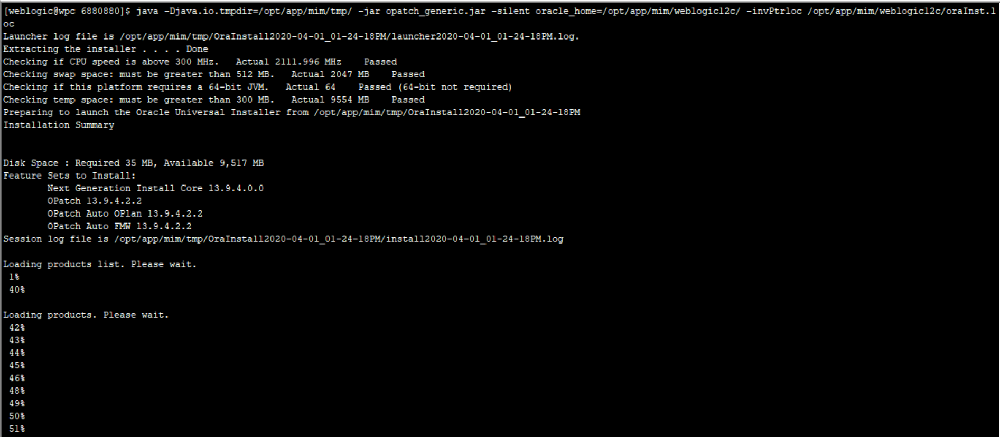 [weblogic@wpc 6880880]$ java -Djava.io.tmpdir=/opt/app/mim/tmp/ -jar opatch_generic.jar -silent oracle_home=/opt/app/mim/weblogic12c/ -invPtrloc /opt/app/mim/weblogic12c/oraInst.l
oc
Launcher log file is /opt/app/mim/tmp/OraInstall2020-04-01_01-24-18PM/launcher2020-04-01_01-24-18PM.log.
Extracting the installer . . . . Done
Checking if CPU speed is above 300 MHz.   Actual 2111.996 MHz    Passed
Checking swap space: must be greater than 512 MB.   Actual 2047 MB    Passed
Checking if this platform requires a 64-bit JVM.   Actual 64    Passed (64-bit not required)
Checking temp space: must be greater than 300 MB.   Actual 9554 MB    Passed
Preparing to launch the Oracle Universal Installer from /opt/app/mim/tmp/OraInstall2020-04-01_01-24-18PM
Installation Summary
Disk Space : Required 35 MB, Available 9,517 MB
Feature Sets to Install:
        Next Generation Install Core 13.9.4.0.0
        OPatch 13.9.4.2.2
        OPatch Auto OPlan 13.9.4.2.2
        OPatch Auto FMW 13.9.4.2.2
Session log file is /opt/app/mim/tmp/OraInstall2020-04-01_01-24-18PM/install2020-04-01_01-24-18PM.log
Loading products list. Please wait.
 1%
 40%
Loading products. Please wait.
 42%
 43%
 44%
 45%
 46%
 48%
 49%
 50%
 51%